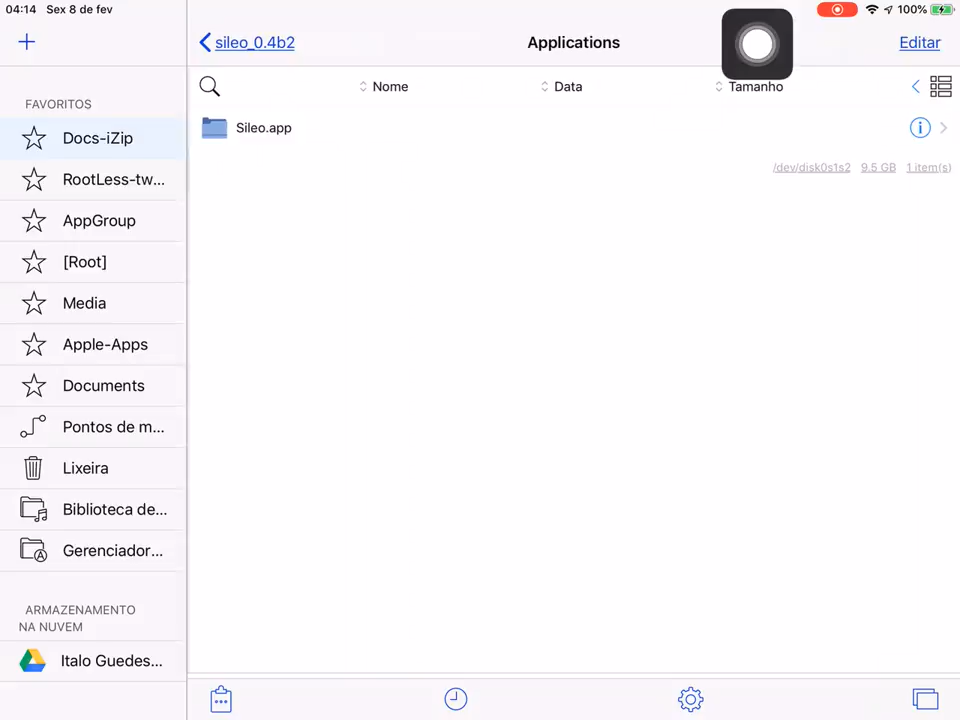 04:14 Sex 8 de fev
100%
sileo_0.4b2
Applications
Editar
Nome
Data
Tamanho
FAVORITOS
Docs-iZip
RootLess-tw...
AppGroup
[Root]
Media
Apple-Apps
Documents
Pontos de m...
Lixeira
Biblioteca de...
Gerenciador...
ARMAZENAMENTO
NA NUVEM
Italo Guedes...
Sileo.app
/dev/disk0s1s2 9.5 GB 1 item(s)